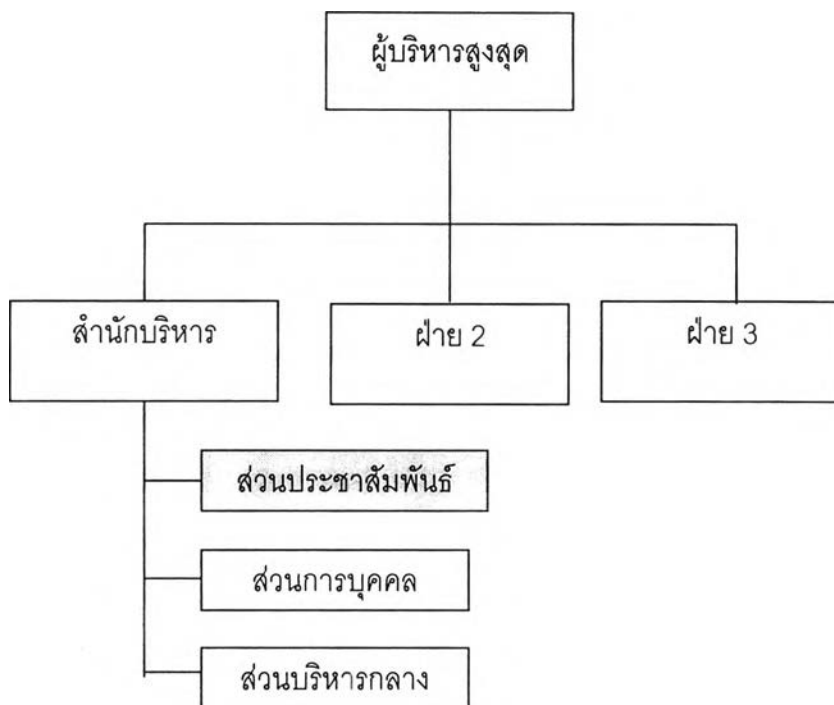 ผู้บริหารสูงสุด
สำนักบริหาร
ฝ่าย 2
ฝ่าย 3
ส่วนประชาสัมพันธ์
ส่วนการบุคคล
ส่วนบริหารกลาง